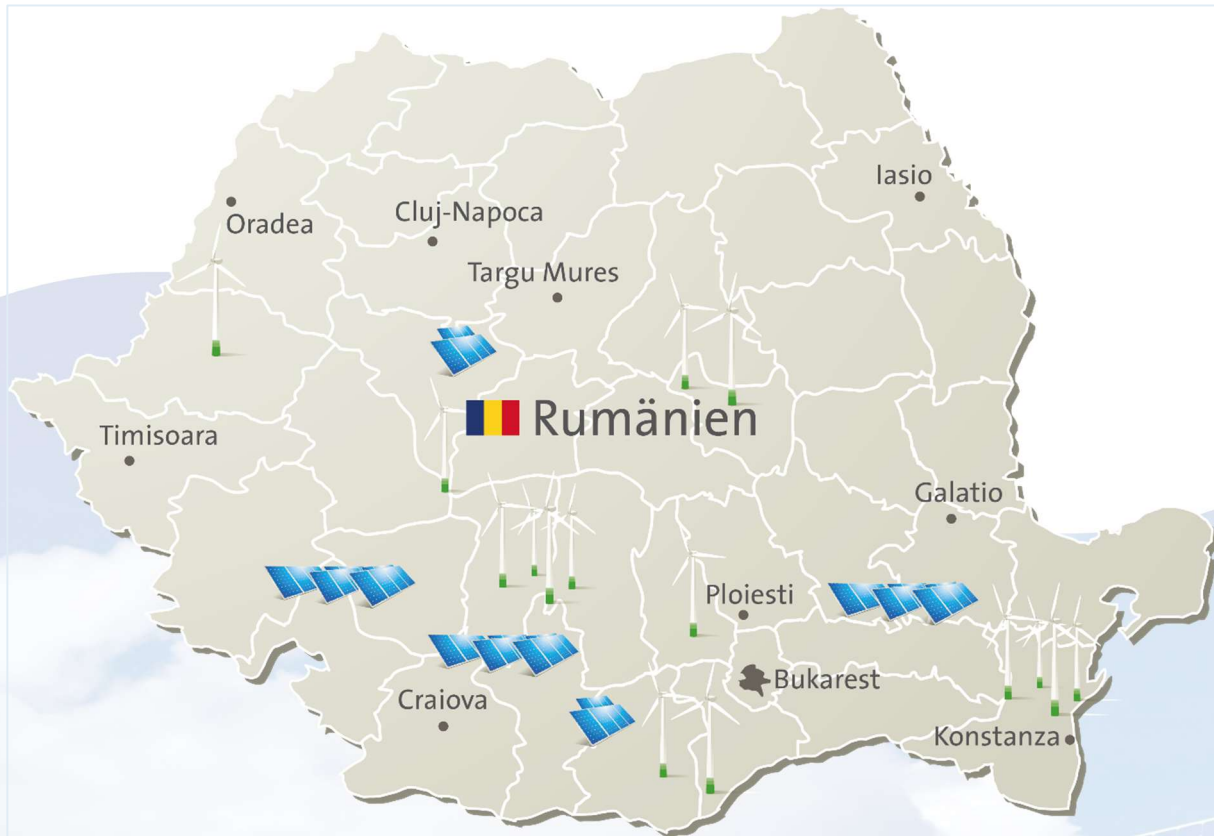 Iasio
Oradea
Cluj-Napoca
Targu Mures
Rumänien
Timisoara
Galatio
Ploiesti
Bukarest
Craiova
Konstanza